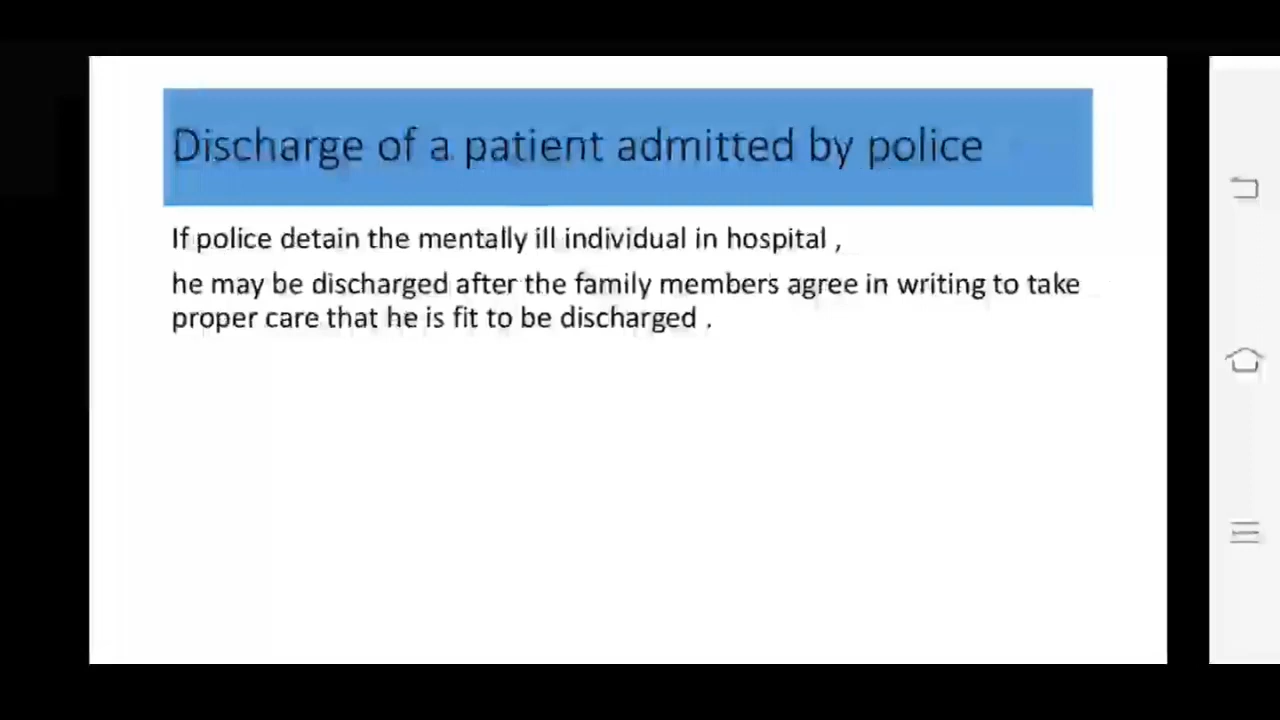 Discharge of a patient admitted by police
If police detain the mentally ill individual in hospital ,
he may be discharged after the family members agree in writing to take
proper care that he is fit to be discharged .